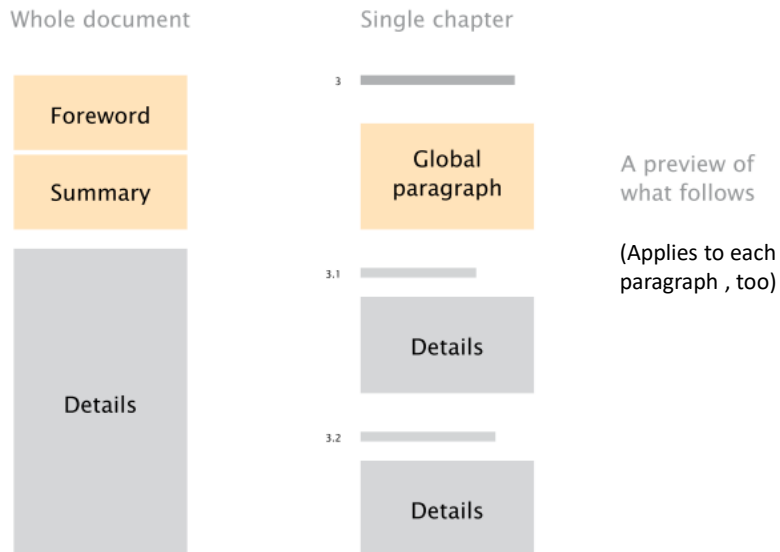 Whole document
Single chapter
Foreword
Summary
Details
3
Global
paragraph
3.1
Details
3.2
Details
A preview of
what follows
(Applies to each
paragraph , too)